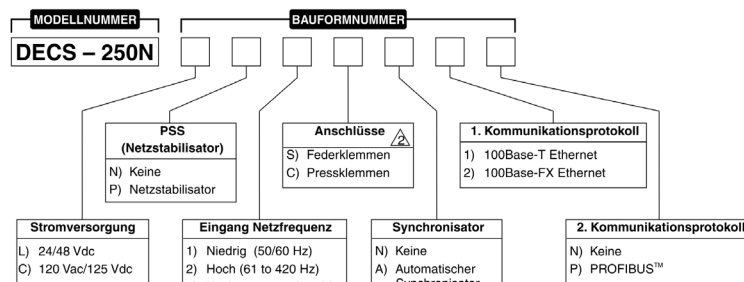 MODELLNUMMER
BAUFORMNUMMER
DECS – 250N
PSS
(Netzstabilisator)
N) Keine
P) Netzstabilisator
Anschlüsse
2
S) Federklemmen
C) Pressklemmen
1. Kommunikationsprotokoll
1) 100Base-T Ethernet
2) 100Base-FX Ethernet
Stromversorgung
L) 24/48 Vdc
C) 120 Vac/125 Vdc
Eingang Netzfrequenz
1) Niedrig (50/60 Hz)
2) Hoch (61 to 420 Hz)
Synchronisator
N) Keine
A) Automatischer
Synchronisator
2. Kommunikationsprotokoll
N) Keine
P) PROFIBUS™